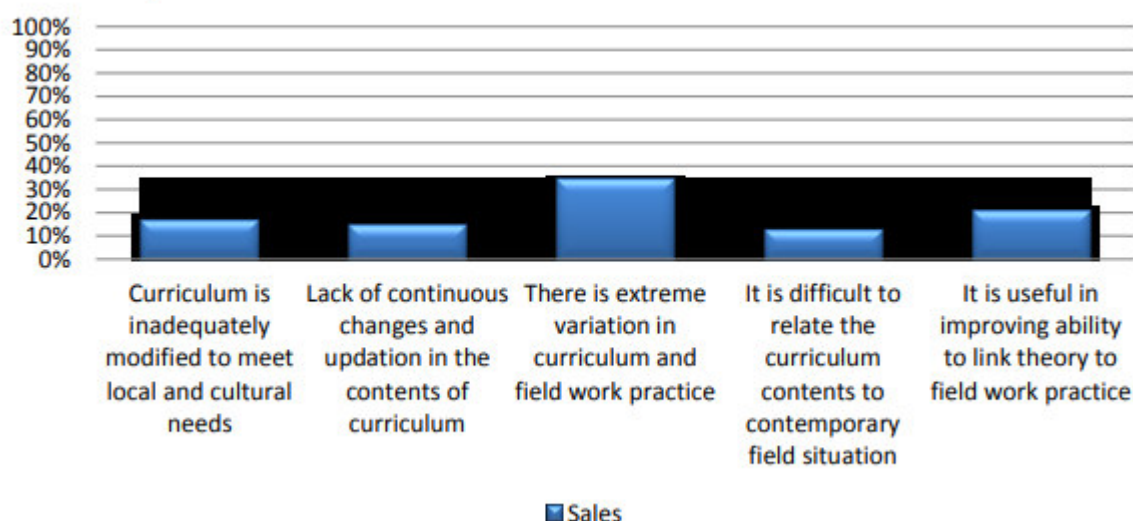 100%
90%
80%
70%
60%
50%
40%
30%
20%
10%
0%
Curriculum is
inadequately
modified to meet
local and cultural
needs
Lack of continuous
changes and
updation in the
contents of
curriculum
There is extreme
variation in
curriculum and
field work practice
It is difficult to
relate the
curriculum
contents to
contemporary
field situation
It is useful in
improving ability
to link theory to
field work practice
Sales